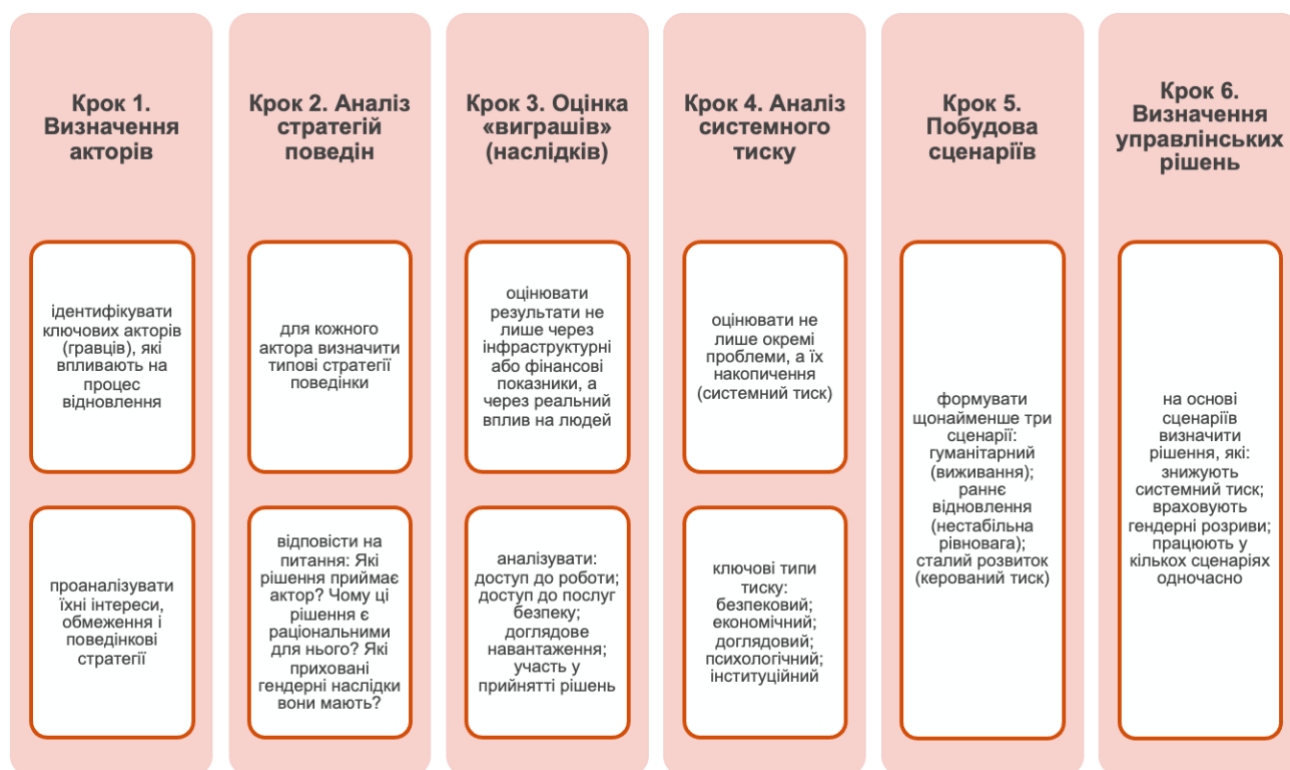 Крок 1.
Визначення
акторів
ідентифікувати
ключових акторів
(гравців), які
впливають на
процес
відновлення
проаналізувати
їхні інтереси,
обмеження і
поведінкові
стратегії
Крок 2. Аналіз
стратегій
поведін
для кожного
актора визначити
типові стратегії
поведінки
відповісти на
питання: Які
рішення приймає
актор? Чому ці
рішення є
раціональними
для нього? Які
приховані
гендерні наслідки
вони мають?
Крок 3. Оцінка
«виграшів»
(наслідків)
оцінювати
результати не
лише через
інфраструктурні
або фінансові
показники, а
через реальний
вплив на людей
аналізувати:
доступ до роботи;
доступ до послуг
безпеку;
доглядове
навантаження;
участь у
прийнятті рішень
Крок 4. Аналіз
системного
тиску
оцінювати не
лише окремі
проблеми, а їх
накопичення
(системний тиск)
ключові типи
тиску:
безпековий;
економічний;
доглядовий;
психологічний;
інституційний
Крок 5.
Побудова
сценаріїв
формувати
щонайменше три
сценарії:
гуманітарний
(виживання);
раннє
відновлення
(нестабільна
рівновага);
сталий розвиток
(керований тиск)
Крок 6.
Визначення
управлінських
рішень
на основі
сценаріїв
визначити
рішення, які:
знижують
системний тиск;
враховують
гендерні розриви;
працюють у
кількох сценаріях
одночасно